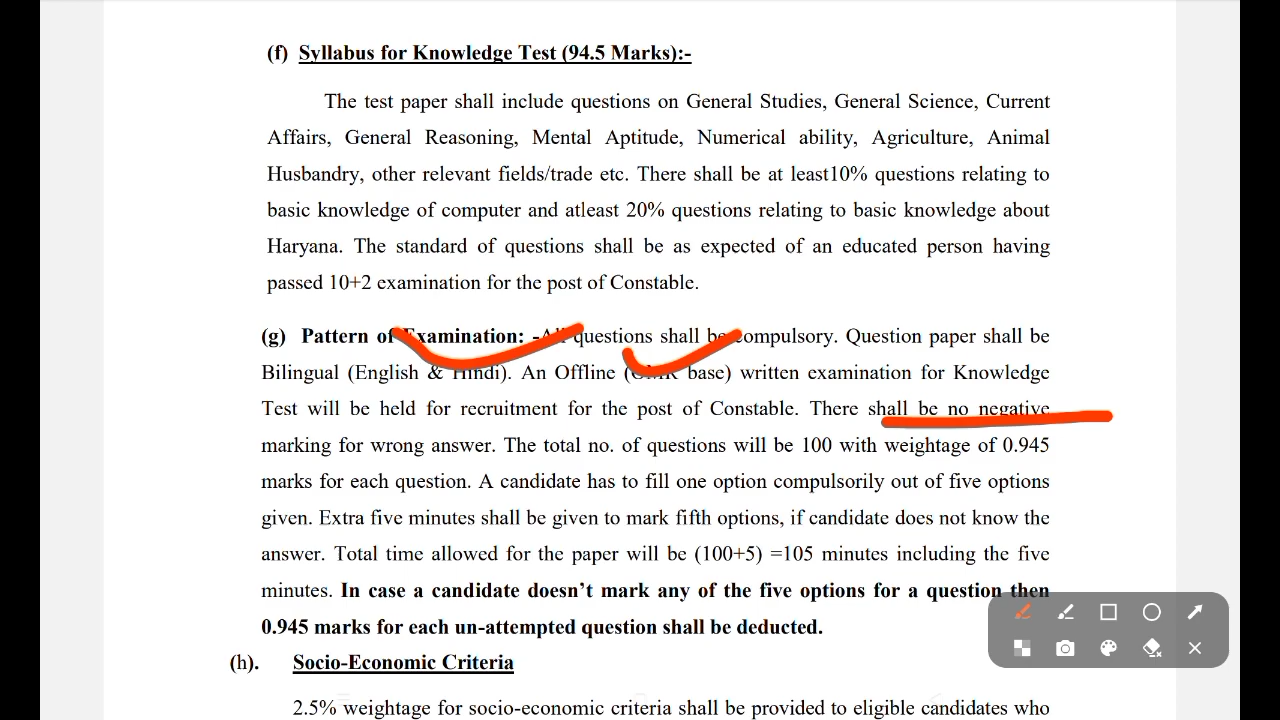 (f) Syllabus for Knowledge Test (94.5 Marks):-
The test paper shall include questions on General Studies, General Science, Current
Affairs, General Reasoning, Mental Aptitude, Numerical ability, Agriculture, Animal
Husbandry, other relevant fields/trade etc. There shall be at least10% questions relating to
basic knowledge of computer and atleast 20% questions relating to basic knowledge about
Haryana. The standard of questions shall be as expected of an educated person having
passed 10+2 examination for the post of Constable.
(g) Pattern of Examination: -All questions shall be compulsory. Question paper shall be
Bilingual (English & Hindi). An Offline (OMR base) written examination for Knowledge
Test will be held for recruitment for the post of Constable. There shall be no negative
marking for wrong answer. The total no. of questions will be 100 with weightage of 0.945
marks for each question. A candidate has to fill one option compulsorily out of five options
given. Extra five minutes shall be given to mark fifth options, if candidate does not know the
answer. Total time allowed for the paper will be (100+5) =105 minutes including the five
minutes. In case a candidate doesn’t mark any of the five options for a question then
0.945 marks for each un-attempted question shall be deducted.
(h). Socio-Economic Criteria
2.5% weightage for socio-economic criteria shall be provided to eligible candidates who